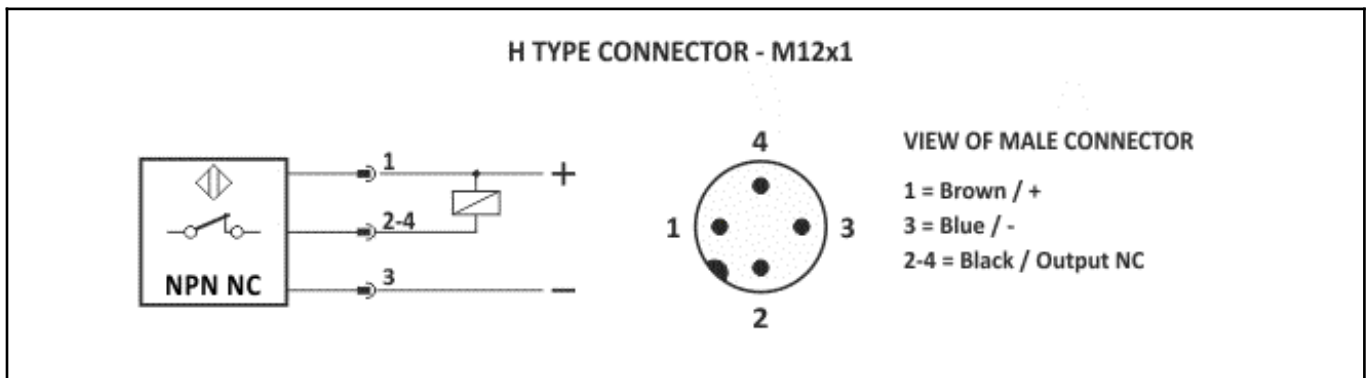 H TYPE CONNECTOR - M12x1
1
+
2-4
NPN NC
3
−
4
1
3
2
VIEW OF MALE CONNECTOR
1 = Brown / +
3 = Blue / -
2-4 = Black / Output NC